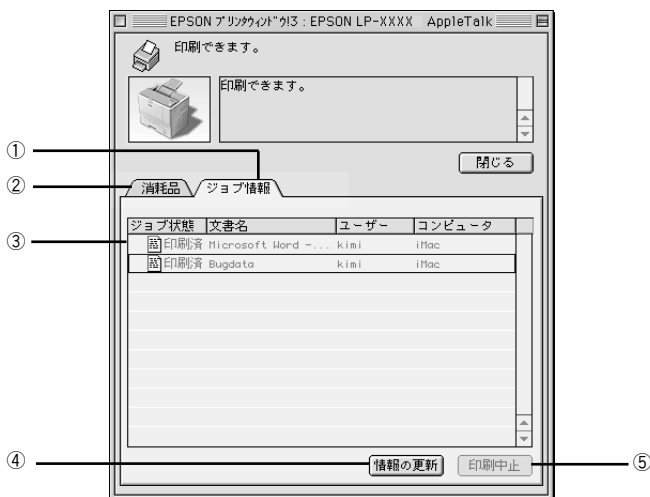 EPSON プリンタウィンドウ!3 : EPSON LP-XXXX AppleTalk
印刷できます。
印刷できます。
閉じる
①
②
消耗品
ジョブ情報
ジョブ状態 文書名 ユーザー コンピュータ
③
印刷済 Microsoft Word -... kimi iMac
印刷済 Bugdata kimi iMac
④
情報の更新
印刷中止
⑤